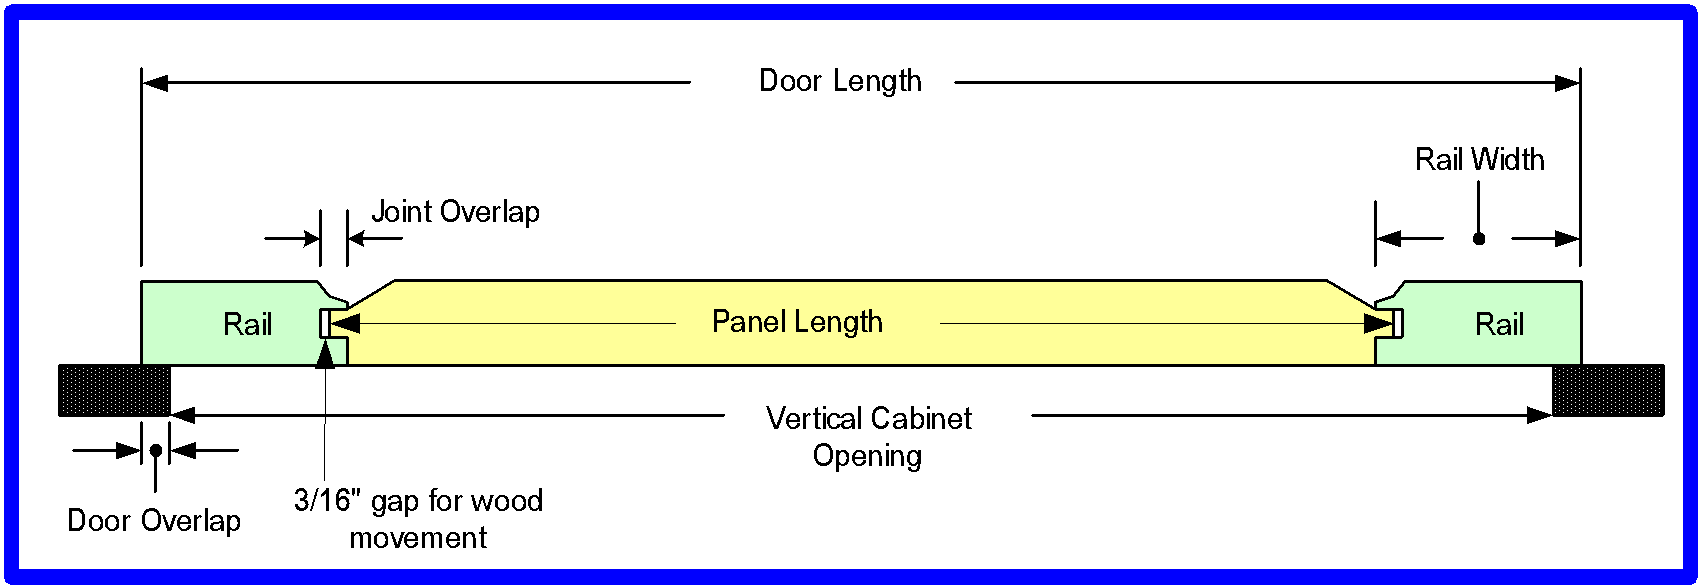 Door Length
Rail Width
Joint Overlap
Rail
Panel Length
Rail
Vertical Cabinet
Opening
3/16" gap for wood
movement
Door Overlap